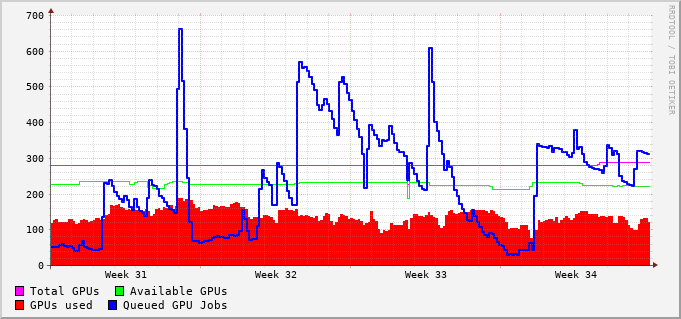 700
600
500
400
300
200
100
0
Week 31 Week 32 Week 33 Week 34
Total GPUs Available GPUs
GPUs used Queued GPU Jobs
RRDTOOL / TOBI OETIKER